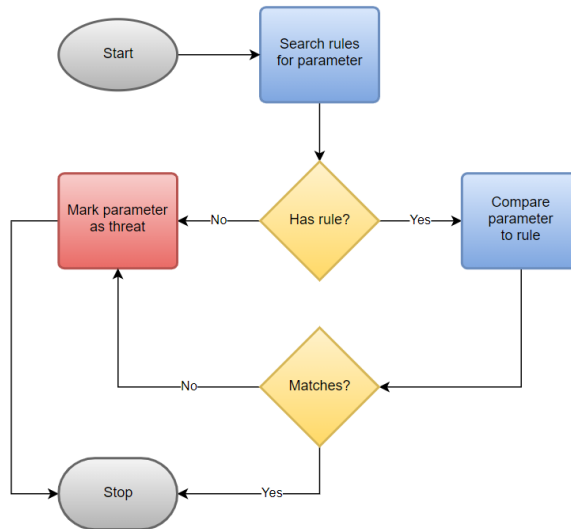 Start
Search rules
for parameter
Mark parameter
as threat
No
Has rule?
Yes
Compare
parameter
to rule
No
Matches?
Stop
Yes